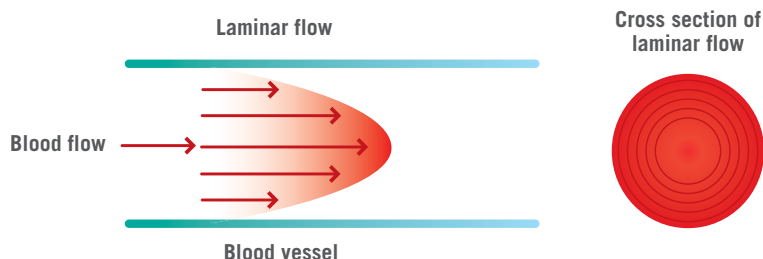 Laminar flow
Cross section of
laminar flow
Blood flow
Blood vessel